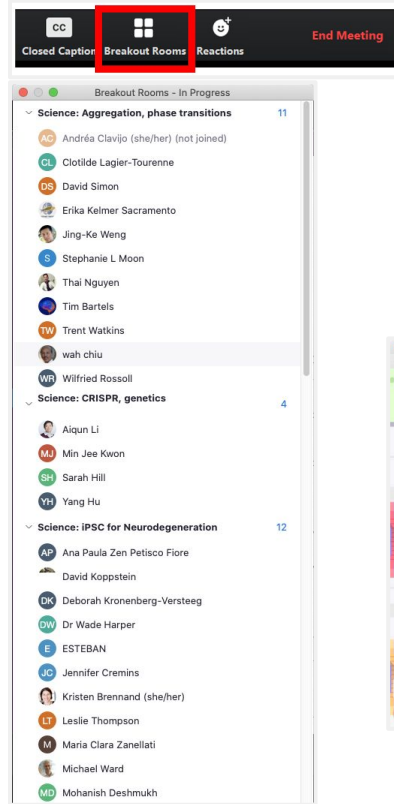 CC
Closed Caption Breakout Rooms Reactions End Meeting
Breakout Rooms - In Progress
Science: Aggregation, phase transitions 11
AC Andréa Clavijo (she/her) (not joined)
CL Clotilde Lagier-Tourenne
DS David Simon
Erika Kelmer Sacramento
Jing-Ke Weng
S Stephanie L Moon
Thai Nguyen
Tim Bartels
TW Trent Watkins
wah chiu
WR Wilfried Rossoll
Science: CRISPR, genetics 4
Aiqun Li
MJ Min Jee Kwon
SH Sarah Hill
YH Yang Hu
Science: iPSC for Neurodegeneration 12
AP Ana Paula Zen Petisco Fiore
David Koppstein
DK Deborah Kronenberg-Versteeg
DW Dr Wade Harper
E ESTEBAN
JC Jennifer Cremins
Kristen Brennand (she/her)
LT Leslie Thompson
M Maria Clara Zanellati
Michael Ward
MD Mohanish Deshmukh